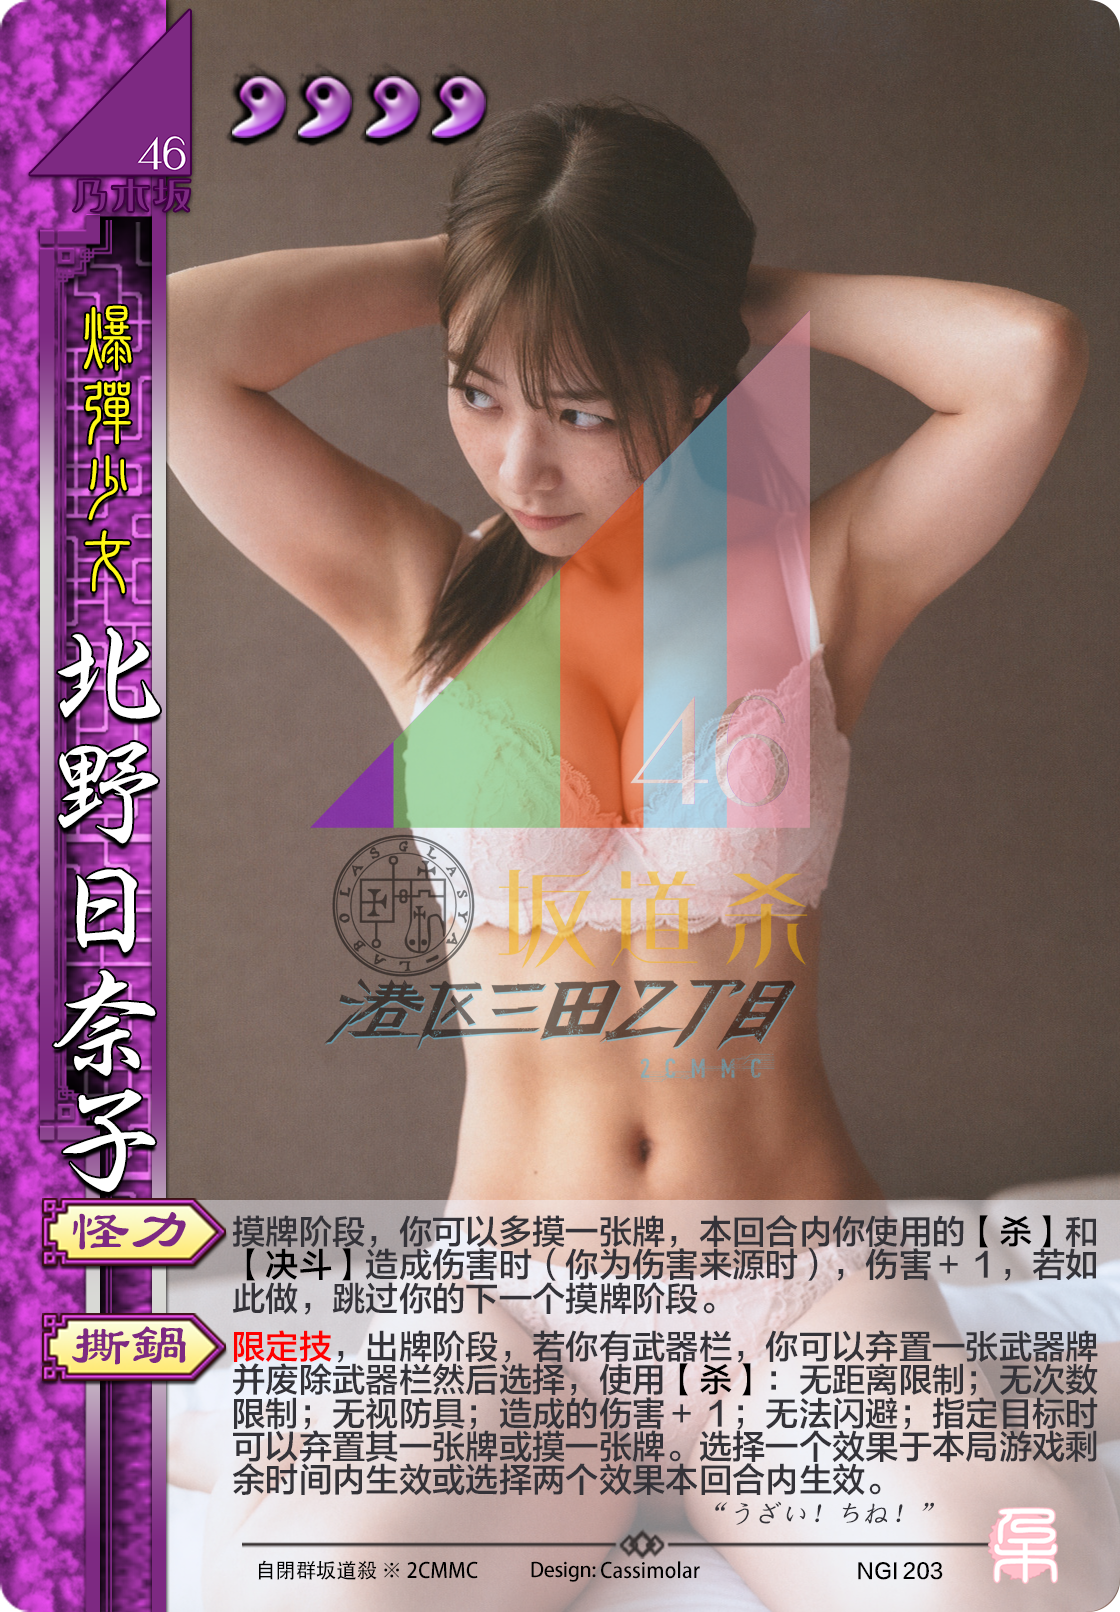 46
乃木坂
爆彈少女
北野日奈子
46
GLASYA LABOLAS
坂道杀
港区三田2丁目
2CMMC
怪力
摸牌阶段，你可以多摸一张牌，本回合内你使用的【杀】和
【决斗】造成伤害时（你为伤害来源时），伤害＋１，若如
此做，跳过你的下一个摸牌阶段。
撕鍋
限定技，出牌阶段，若你有武器栏，你可以弃置一张武器牌
并废除武器栏然后选择，使用【杀】：无距离限制；无次数
限制；无视防具；造成的伤害＋１；无法闪避；指定目标时
可以弃置其一张牌或摸一张牌。选择一个效果于本局游戏剩
余时间内生效或选择两个效果本回合内生效。
“うざい！ちね！”
自閉群坂道殺 ※ 2CMMC
Design: Cassimolar
NGI 203